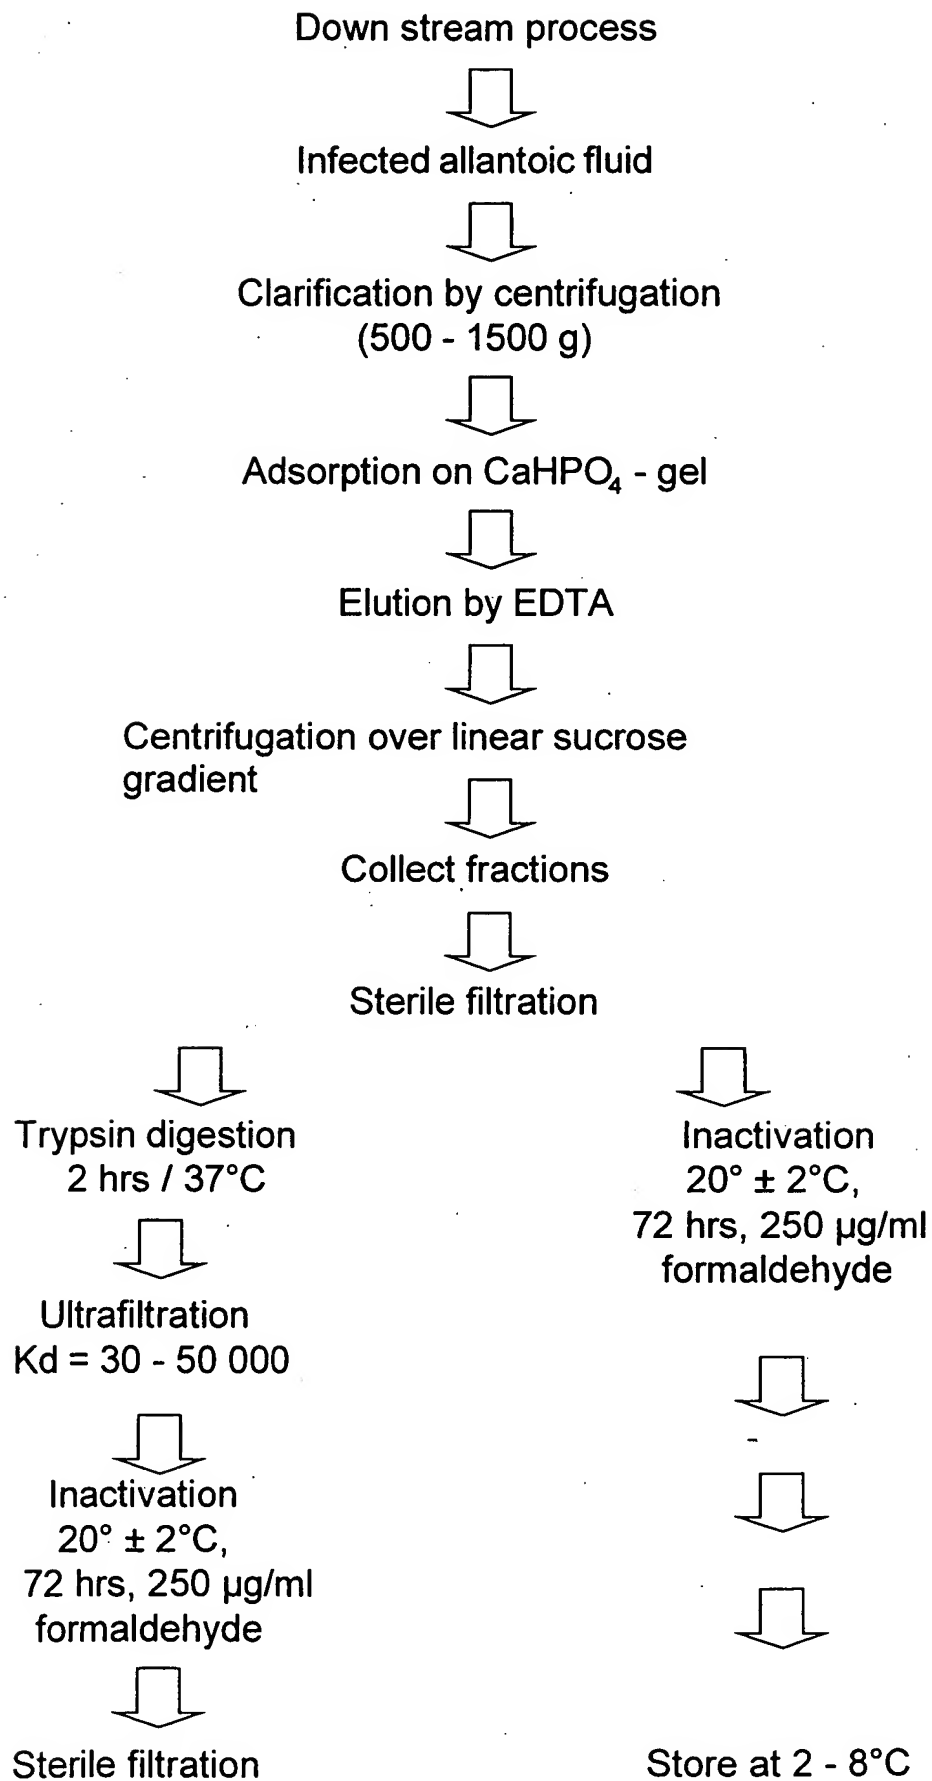 Down stream process
Infected allantoic fluid
Clarification by centrifugation
(500 - 1500 g)
Adsorption on CaHPO₄ - gel
Elution by EDTA
Centrifugation over linear sucrose
gradient
Collect fractions
Sterile filtration
Trypsin digestion
2 hrs / 37°C
Ultrafiltration
Kd = 30 - 50 000
Inactivation
20° ± 2°C,
72 hrs, 250 µg/ml
formaldehyde
Sterile filtration
Inactivation
20° ± 2°C,
72 hrs, 250 µg/ml
formaldehyde
-
Store at 2 - 8°C